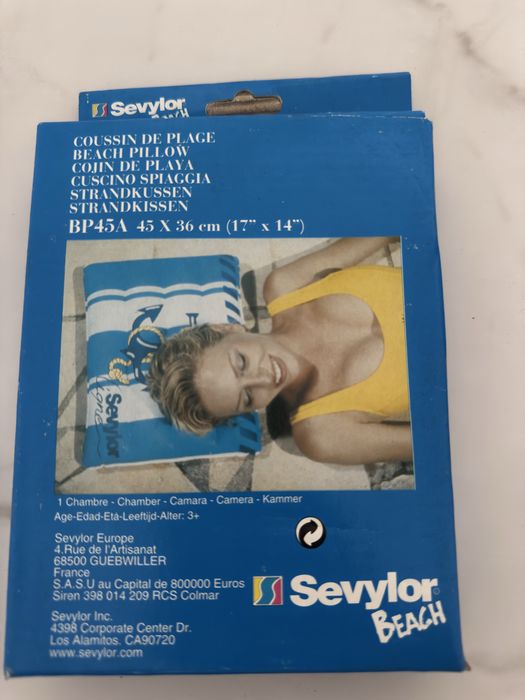 Sevylor
BEACH
COUSSIN DE PLAGE
BEACH PILLOW
COJIN DE PLAYA
CUSCINO SPIAGGIA
STRANDKUSSEN
STRANDKISSEN
BP45A 45 X 36 cm (17" x 14")
Sevylor
1 Chambre - Chamber - Camara - Camera - Kammer
Age-Edad-Età-Leeftijd-Alter: 3+
Sevylor Europe
4.Rue de l'Artisanat
68500 GUEBWILLER
France
S.A.S.U au Capital de 800000 Euros
Siren 398 014 209 RCS Colmar
Sevylor
BEACH
Sevylor Inc.
4398 Corporate Center Dr.
Los Alamitos. CA90720
www.sevylor.com